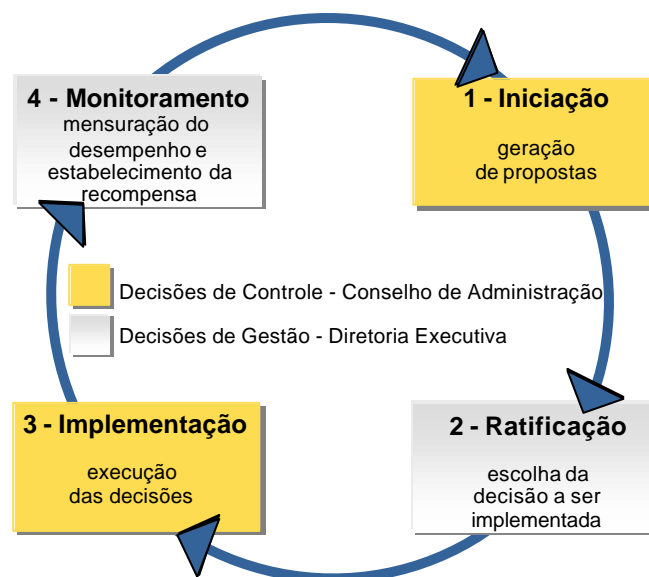 4 - Monitoramento
mensuração do
desempenho e
estabelecimento da
recompensa
1 - Iniciação
geração
de propostas
Decisões de Controle - Conselho de Administração
Decisões de Gestão - Diretoria Executiva
3 - Implementação
execução
das decisões
2 - Ratificação
escolha da
decisão a ser
implementada